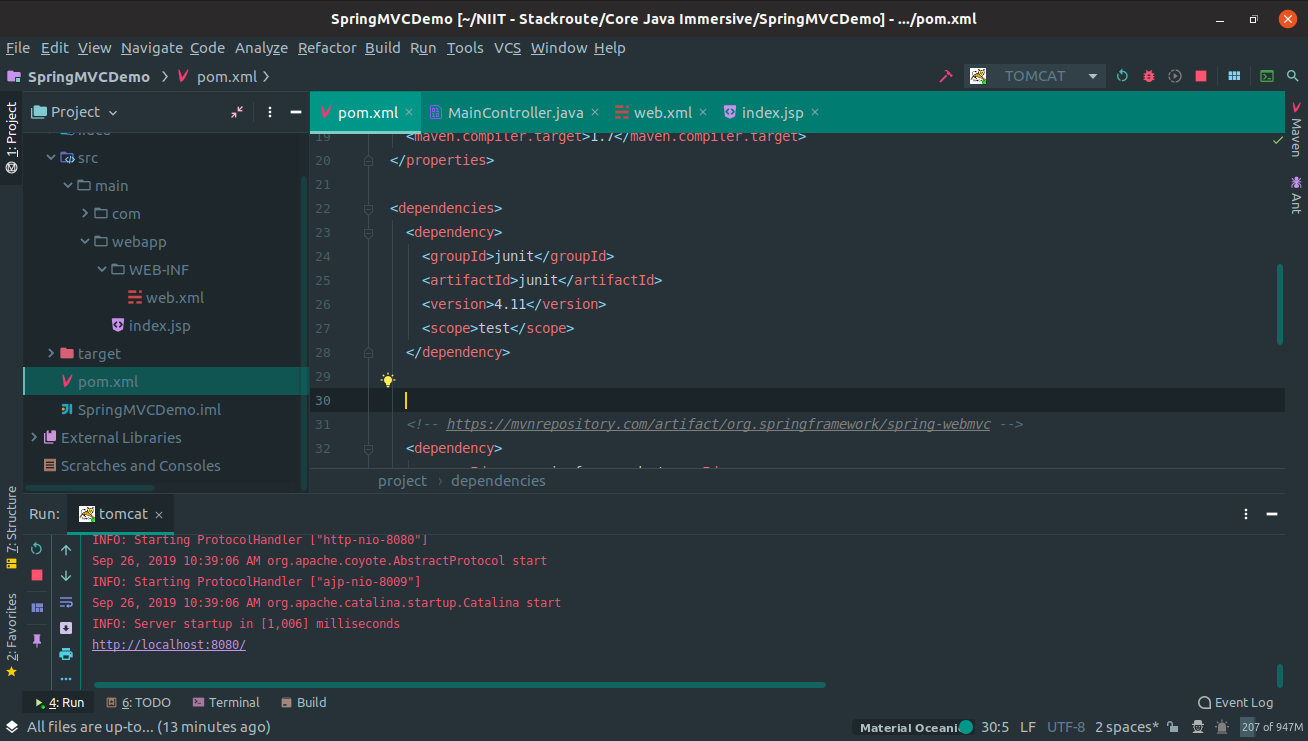 SpringMVCDemo [~/NIIT - Stackroute/Core Java Immersive/SpringMVCDemo] - .../pom.xml
File Edit View Navigate Code Analyze Refactor Build Run Tools VCS Window Help
SpringMVCDemo pom.xml
TOMCAT
1: Project
Project
src
main
com
webapp
WEB-INF
web.xml
index.jsp
target
pom.xml
SpringMVCDemo.iml
External Libraries
Scratches and Consoles
pom.xml MainController.java web.xml index.jsp
19 <maven.compiler.target>1.7</maven.compiler.target>
20 </properties>
21
22 <dependencies>
23 <dependency>
24 <groupId>junit</groupId>
25 <artifactId>junit</artifactId>
26 <version>4.11</version>
27 <scope>test</scope>
28 </dependency>
29
30
31 <!-- https://mvnrepository.com/artifact/org.springframework/spring-webmvc -->
32 <dependency>
project dependencies
Maven
Ant
7: Structure
2: Favorites
Run: tomcat
INFO: Starting ProtocolHandler ["http-nio-8080"]
Sep 26, 2019 10:39:06 AM org.apache.coyote.AbstractProtocol start
INFO: Starting ProtocolHandler ["ajp-nio-8009"]
Sep 26, 2019 10:39:06 AM org.apache.catalina.startup.Catalina start
INFO: Server startup in [1,006] milliseconds
http://localhost:8080/
4: Run 6: TODO Terminal Build Event Log
All files are up-to... (13 minutes ago) Material Oceani 30:5 LF UTF-8 2 spaces* 207 of 947M